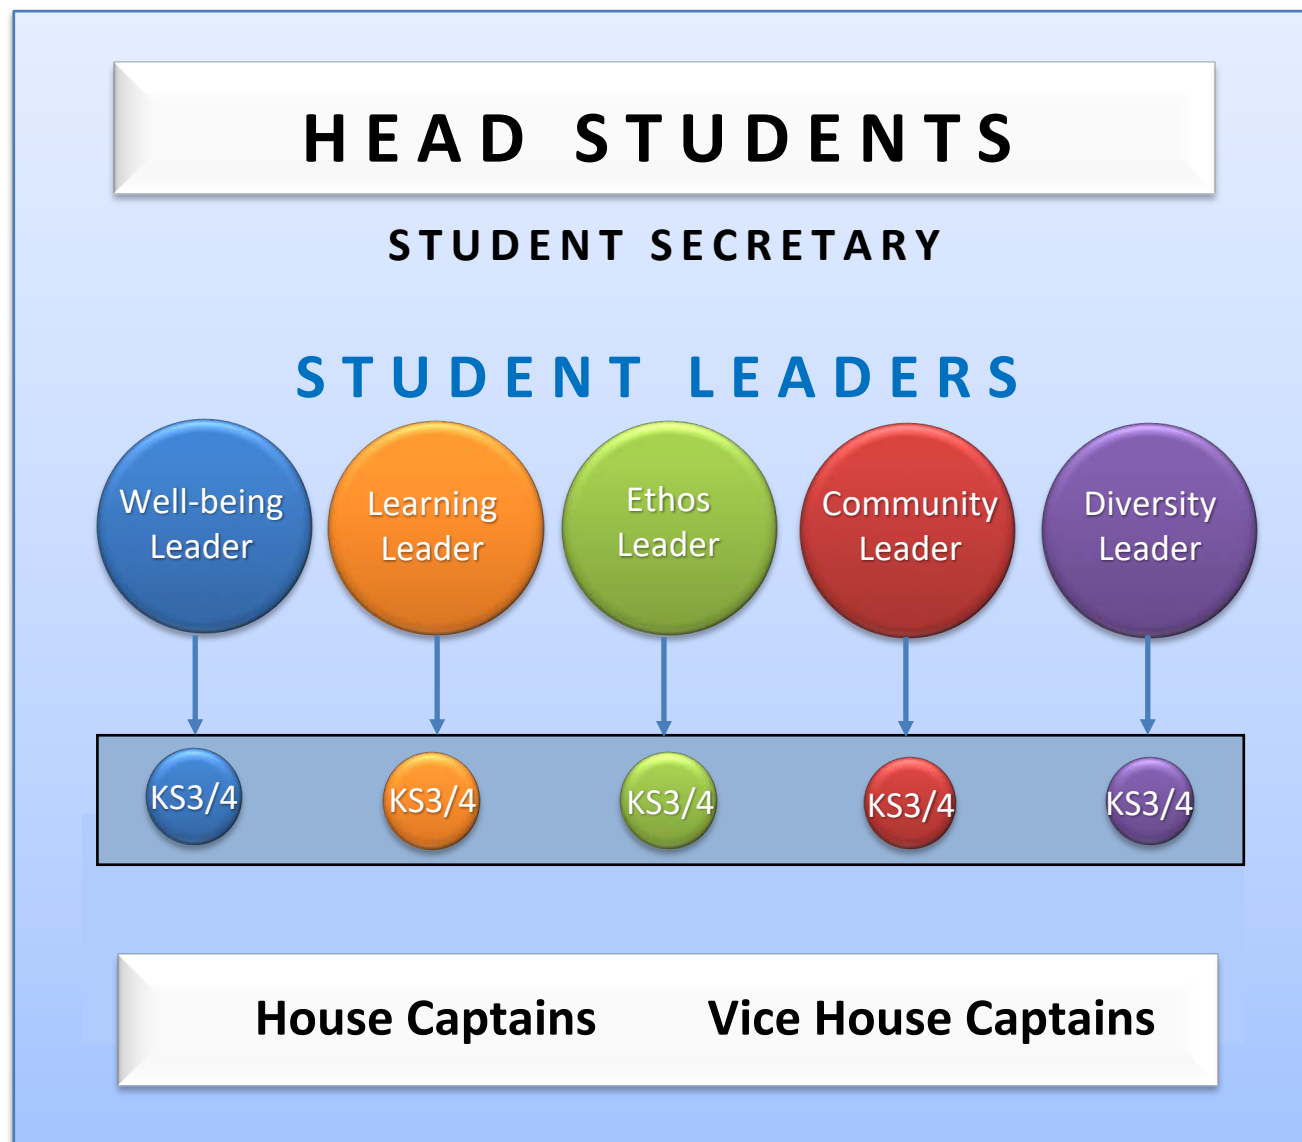 HEAD STUDENTS
STUDENT SECRETARY
STUDENT LEADERS
Well-being
Leader
Learning
Leader
Ethos
Leader
Community
Leader
Diversity
Leader
KS3/4
KS3/4
KS3/4
KS3/4
KS3/4
House Captains Vice House Captains